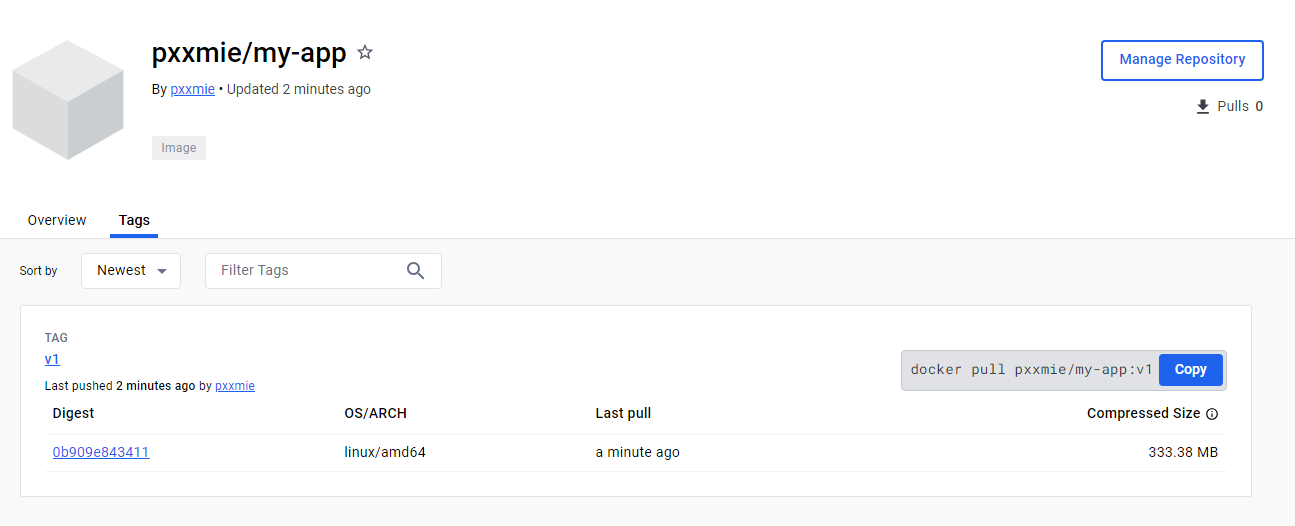 pxxmie/my-app
Manage Repository
By pxxmie • Updated 2 minutes ago
Pulls 0
Image
Overview Tags
Sort by Newest Filter Tags
TAG
v1
docker pull pxxmie/my-app:v1 Copy
Last pushed 2 minutes ago by pxxmie
Digest OS/ARCH Last pull Compressed Size
0b909e843411 linux/amd64 a minute ago 333.38 MB